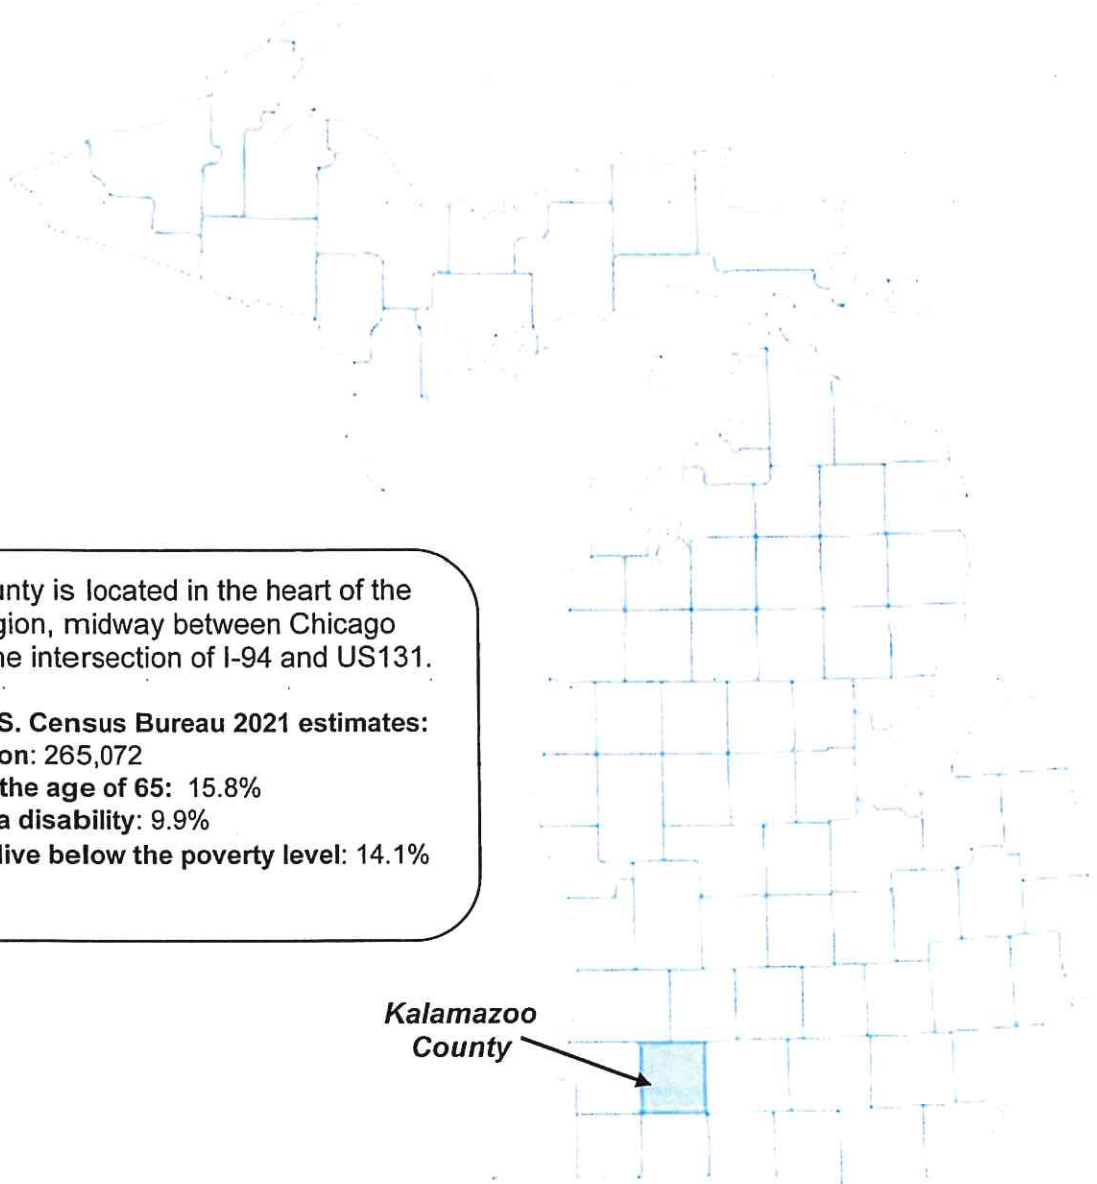 unty is located in the heart of the
gion, midway between Chicago
ne intersection of I-94 and US131.
S. Census Bureau 2021 estimates:
on: 265,072
the age of 65: 15.8%
a disability: 9.9%
live below the poverty level: 14.1%
Kalamazoo
County